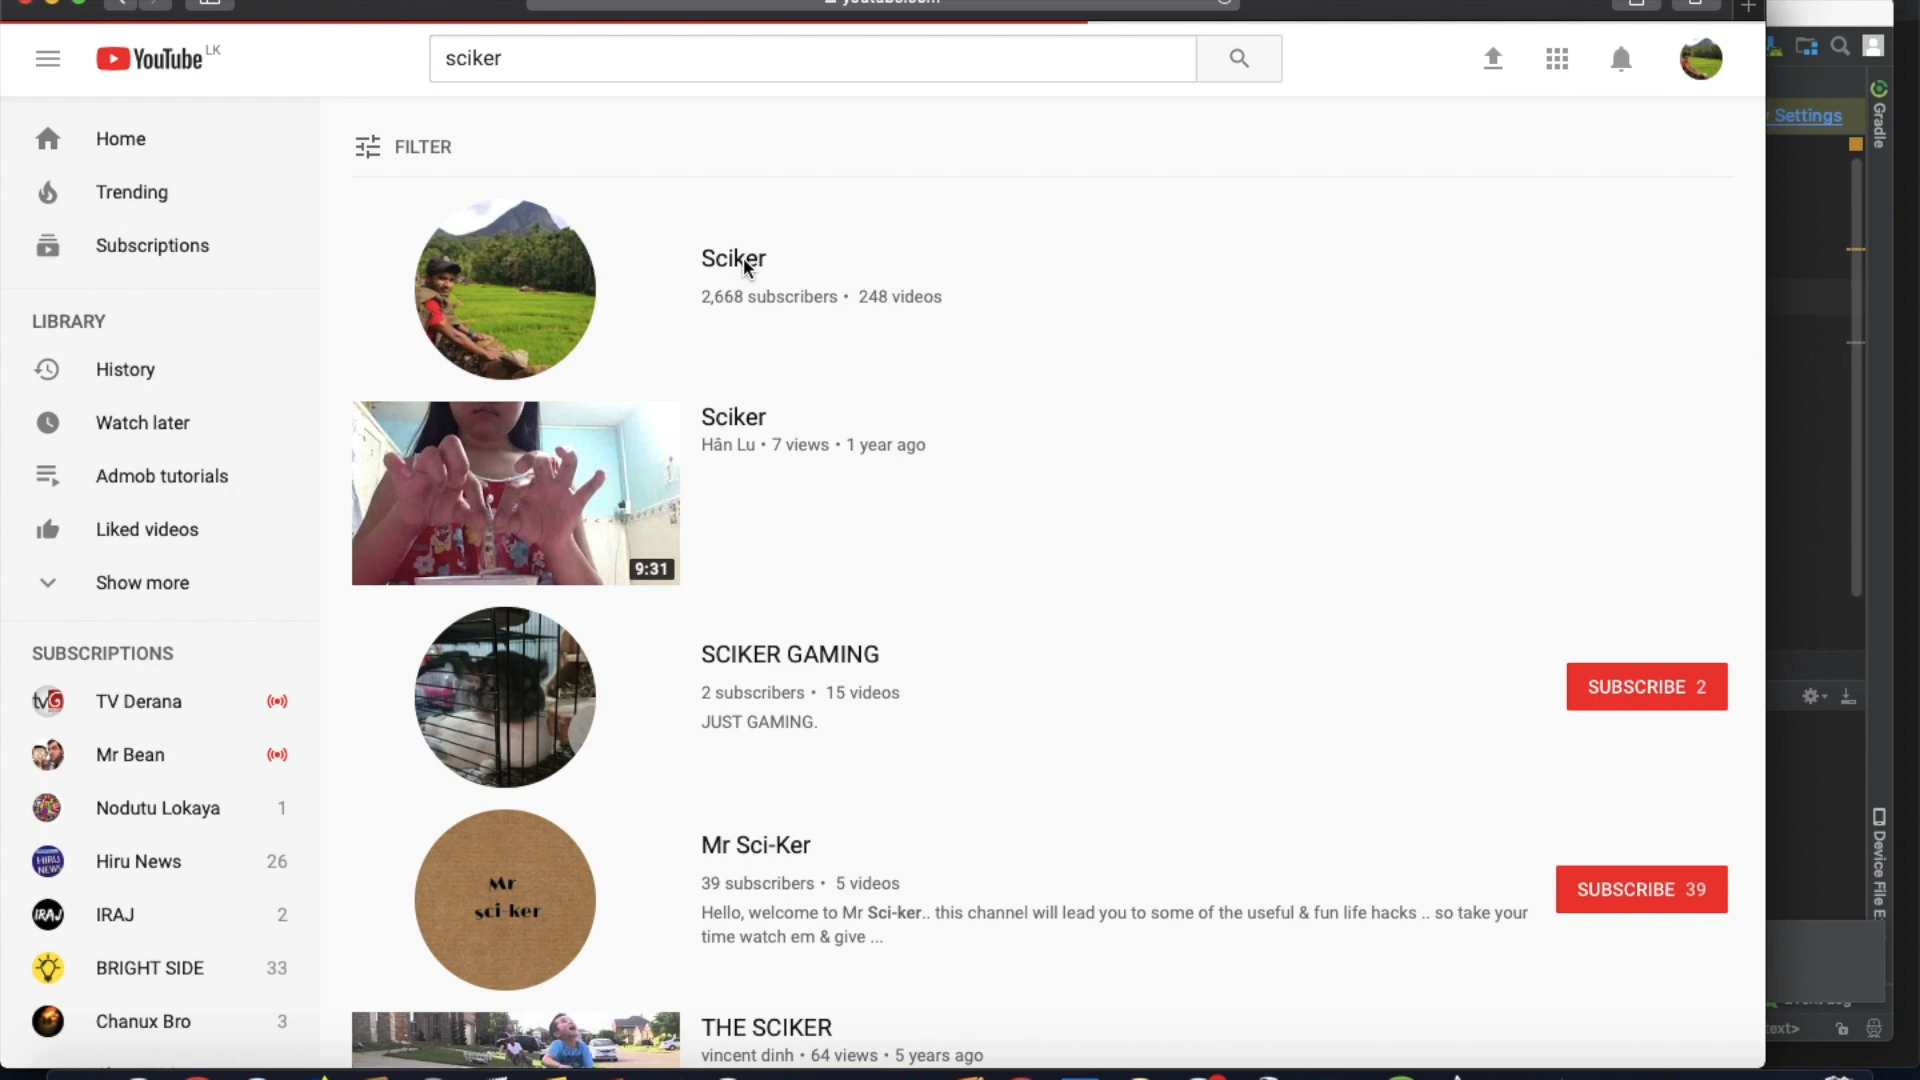 youtube.com
YouTube LK
sciker
Settings
Gradle
Home
Trending
Subscriptions
LIBRARY
History
Watch later
Admob tutorials
Liked videos
Show more
SUBSCRIPTIONS
TV Derana
Mr Bean
Nodutu Lokaya 1
Hiru News 26
IRAJ 2
BRIGHT SIDE 33
Chanux Bro 3
FILTER
Sciker
2,668 subscribers • 248 videos
9:31
Sciker
Hân Lu • 7 views • 1 year ago
SCIKER GAMING
2 subscribers • 15 videos
JUST GAMING.
SUBSCRIBE 2
Mr
sci-ker
Mr Sci-Ker
39 subscribers • 5 videos
Hello, welcome to Mr Sci-ker.. this channel will lead you to some of the useful & fun life hacks .. so take your
time watch em & give ...
SUBSCRIBE 39
THE SCIKER
vincent dinh • 64 views • 5 years ago
Device File E
text>